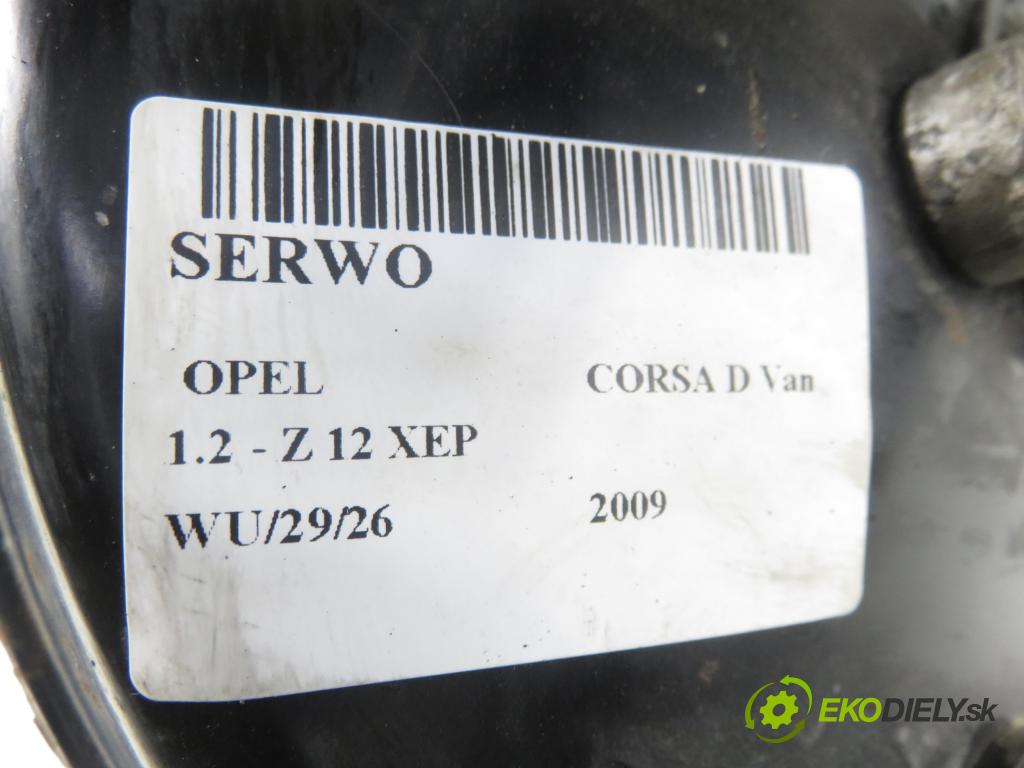 SERWO
OPEL CORSA D Van
1.2 - Z 12 XEP
WU/29/26 2009
EKODIELY.sk